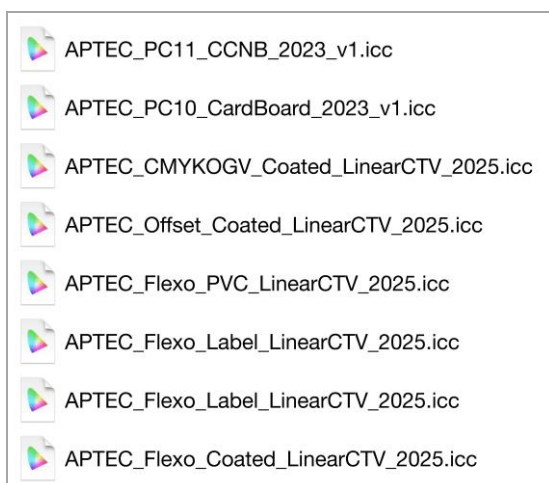 APTEC_PC11_CCNB_2023_v1.icc
APTEC_PC10_CardBoard_2023_v1.icc
APTEC_CMYKOGV_Coated_LinearCTV_2025.icc
APTEC_Offset_Coated_LinearCTV_2025.icc
APTEC_Flexo_PVC_LinearCTV_2025.icc
APTEC_Flexo_Label_LinearCTV_2025.icc
APTEC_Flexo_Label_LinearCTV_2025.icc
APTEC_Flexo_Coated_LinearCTV_2025.icc